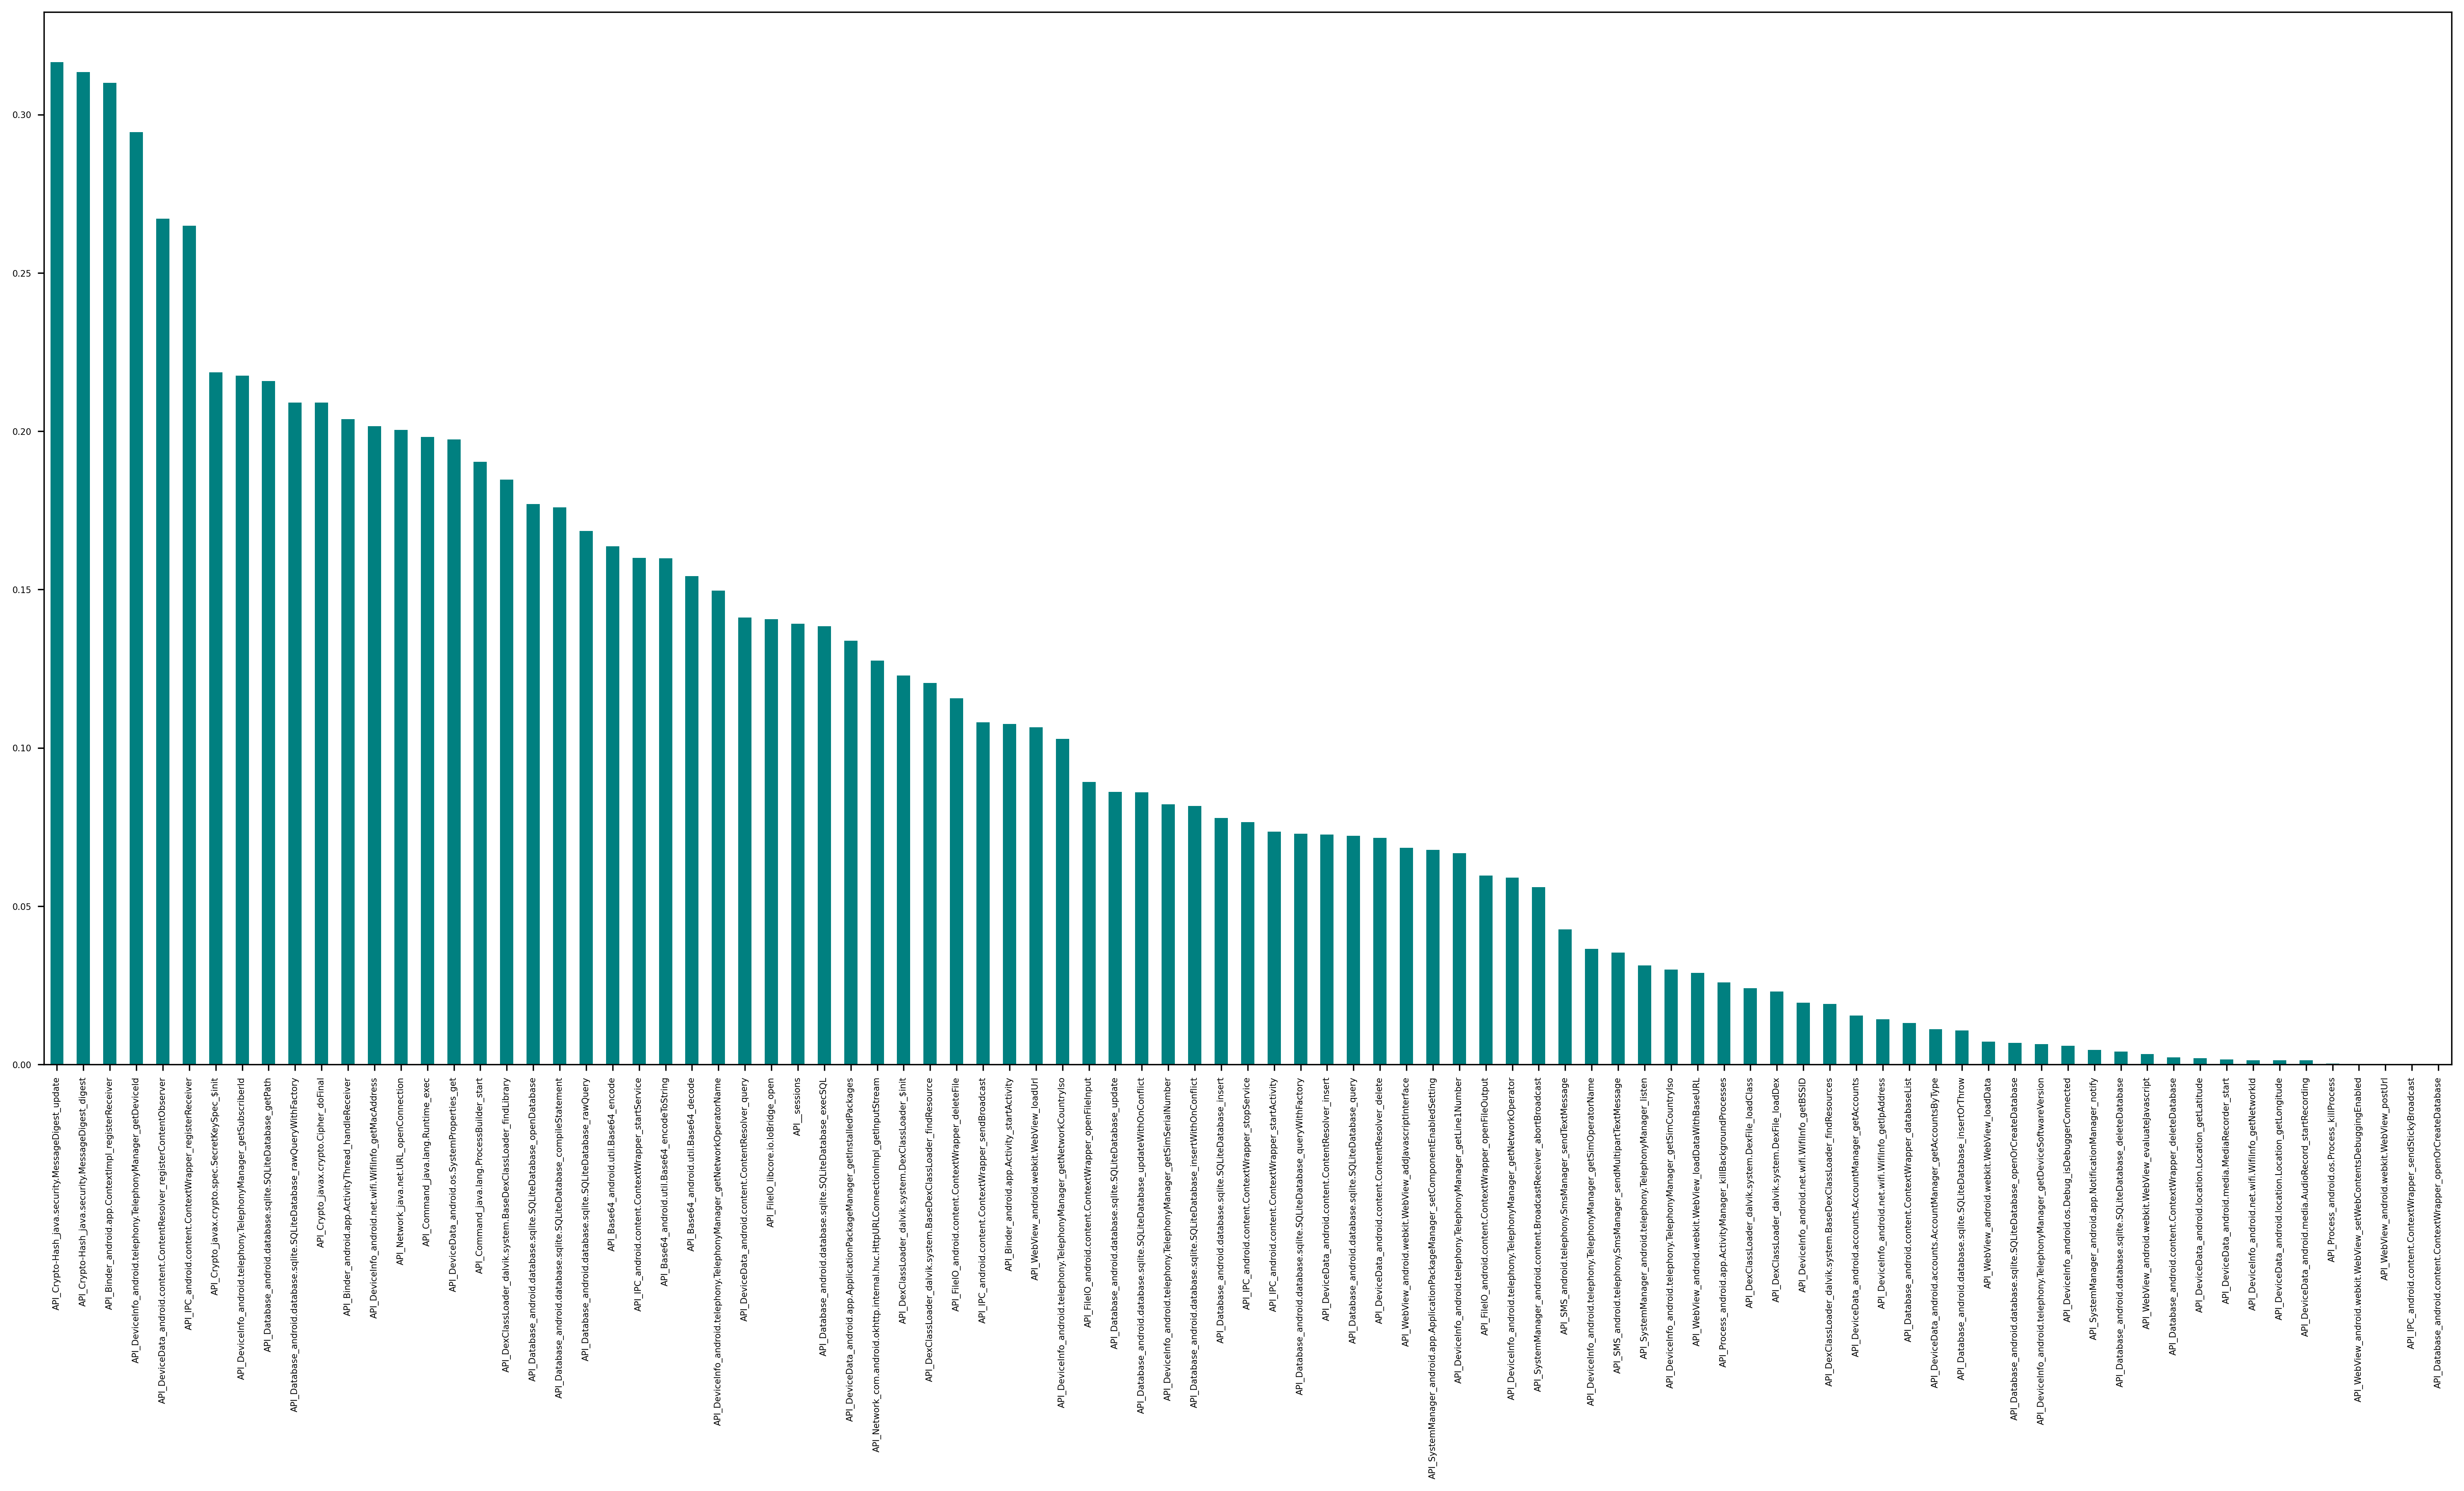 0.30
0.25
0.20
0.15
0.10
0.05
0.00
API_Crypto-Hash_java.security.MessageDigest_update
API_Crypto-Hash_java.security.MessageDigest_digest
API_Binder_android.app.ContextImpl_registerReceiver
API_DeviceInfo_android.telephony.TelephonyManager_getDeviceId
API_DeviceData_android.content.ContentResolver_registerContentObserver
API_IPC_android.content.ContextWrapper_registerReceiver
API_Crypto_javax.crypto.spec.SecretKeySpec_$init
API_DeviceInfo_android.telephony.TelephonyManager_getSubscriberId
API_Database_android.database.sqlite.SQLiteDatabase_getPath
API_Database_android.database.sqlite.SQLiteDatabase_rawQueryWithFactory
API_Crypto_javax.crypto.Cipher_doFinal
API_Binder_android.app.ActivityThread_handleReceiver
API_DeviceInfo_android.net.wifi.WifiInfo_getMacAddress
API_Network_java.net.URL_openConnection
API_Command_java.lang.Runtime_exec
API_DeviceData_android.os.SystemProperties_get
API_Command_java.lang.ProcessBuilder_start
API_DexClassLoader_dalvik.system.BaseDexClassLoader_findLibrary
API_Database_android.database.sqlite.SQLiteDatabase_openDatabase
API_Database_android.database.sqlite.SQLiteDatabase_compileStatement
API_Database_android.database.sqlite.SQLiteDatabase_rawQuery
API_Base64_android.util.Base64_encode
API_IPC_android.content.ContextWrapper_startService
API_Base64_android.util.Base64_encodeToString
API_Base64_android.util.Base64_decode
API_DeviceInfo_android.telephony.TelephonyManager_getNetworkOperatorName
API_DeviceData_android.content.ContentResolver_query
API_FileIO_libcore.io.IoBridge_open
API__sessions
API_Database_android.database.sqlite.SQLiteDatabase_execSQL
API_DeviceData_android.app.ApplicationPackageManager_getInstalledPackages
API_Network_com.android.okhttp.internal.huc.HttpURLConnectionImpl_getInputStream
API_DexClassLoader_dalvik.system.DexClassLoader_$init
API_DexClassLoader_dalvik.system.BaseDexClassLoader_findResource
API_FileIO_android.content.ContextWrapper_deleteFile
API_IPC_android.content.ContextWrapper_sendBroadcast
API_Binder_android.app.Activity_startActivity
API_WebView_android.webkit.WebView_loadUrl
API_DeviceInfo_android.telephony.TelephonyManager_getNetworkCountryIso
API_FileIO_android.content.ContextWrapper_openFileInput
API_Database_android.database.sqlite.SQLiteDatabase_update
API_Database_android.database.sqlite.SQLiteDatabase_updateWithOnConflict
API_DeviceInfo_android.telephony.TelephonyManager_getSimSerialNumber
API_Database_android.database.sqlite.SQLiteDatabase_insertWithOnConflict
API_Database_android.database.sqlite.SQLiteDatabase_insert
API_IPC_android.content.ContextWrapper_stopService
API_IPC_android.content.ContextWrapper_startActivity
API_Database_android.database.sqlite.SQLiteDatabase_queryWithFactory
API_DeviceData_android.content.ContentResolver_insert
API_Database_android.database.sqlite.SQLiteDatabase_query
API_DeviceData_android.content.ContentResolver_delete
API_WebView_android.webkit.WebView_addJavascriptInterface
API_SystemManager_android.app.ApplicationPackageManager_setComponentEnabledSetting
API_DeviceInfo_android.telephony.TelephonyManager_getLine1Number
API_FileIO_android.content.ContextWrapper_openFileOutput
API_DeviceInfo_android.telephony.TelephonyManager_getNetworkOperator
API_SystemManager_android.content.BroadcastReceiver_abortBroadcast
API_SMS_android.telephony.SmsManager_sendTextMessage
API_DeviceInfo_android.telephony.TelephonyManager_getSimOperatorName
API_SMS_android.telephony.SmsManager_sendMultipartTextMessage
API_SystemManager_android.telephony.TelephonyManager_listen
API_DeviceInfo_android.telephony.TelephonyManager_getSimCountryIso
API_WebView_android.webkit.WebView_loadDataWithBaseURL
API_Process_android.app.ActivityManager_killBackgroundProcesses
API_DexClassLoader_dalvik.system.DexFile_loadClass
API_DexClassLoader_dalvik.system.DexFile_loadDex
API_DeviceInfo_android.net.wifi.WifiInfo_getBSSID
API_DexClassLoader_dalvik.system.BaseDexClassLoader_findResources
API_DeviceData_android.accounts.AccountManager_getAccounts
API_DeviceInfo_android.net.wifi.WifiInfo_getIpAddress
API_Database_android.content.ContextWrapper_databaseList
API_DeviceData_android.accounts.AccountManager_getAccountsByType
API_Database_android.database.sqlite.SQLiteDatabase_insertOrThrow
API_WebView_android.webkit.WebView_loadData
API_Database_android.database.sqlite.SQLiteDatabase_openOrCreateDatabase
API_DeviceInfo_android.telephony.TelephonyManager_getDeviceSoftwareVersion
API_DeviceInfo_android.os.Debug_isDebuggerConnected
API_SystemManager_android.app.NotificationManager_notify
API_Database_android.database.sqlite.SQLiteDatabase_deleteDatabase
API_WebView_android.webkit.WebView_evaluateJavascript
API_Database_android.content.ContextWrapper_deleteDatabase
API_DeviceData_android.location.Location_getLatitude
API_DeviceData_android.media.MediaRecorder_start
API_DeviceInfo_android.net.wifi.WifiInfo_getNetworkId
API_DeviceData_android.location.Location_getLongitude
API_DeviceData_android.media.AudioRecord_startRecording
API_Process_android.os.Process_killProcess
API_WebView_android.webkit.WebView_setWebContentsDebuggingEnabled
API_WebView_android.webkit.WebView_postUrl
API_IPC_android.content.ContextWrapper_sendStickyBroadcast
API_Database_android.content.ContextWrapper_openOrCreateDatabase